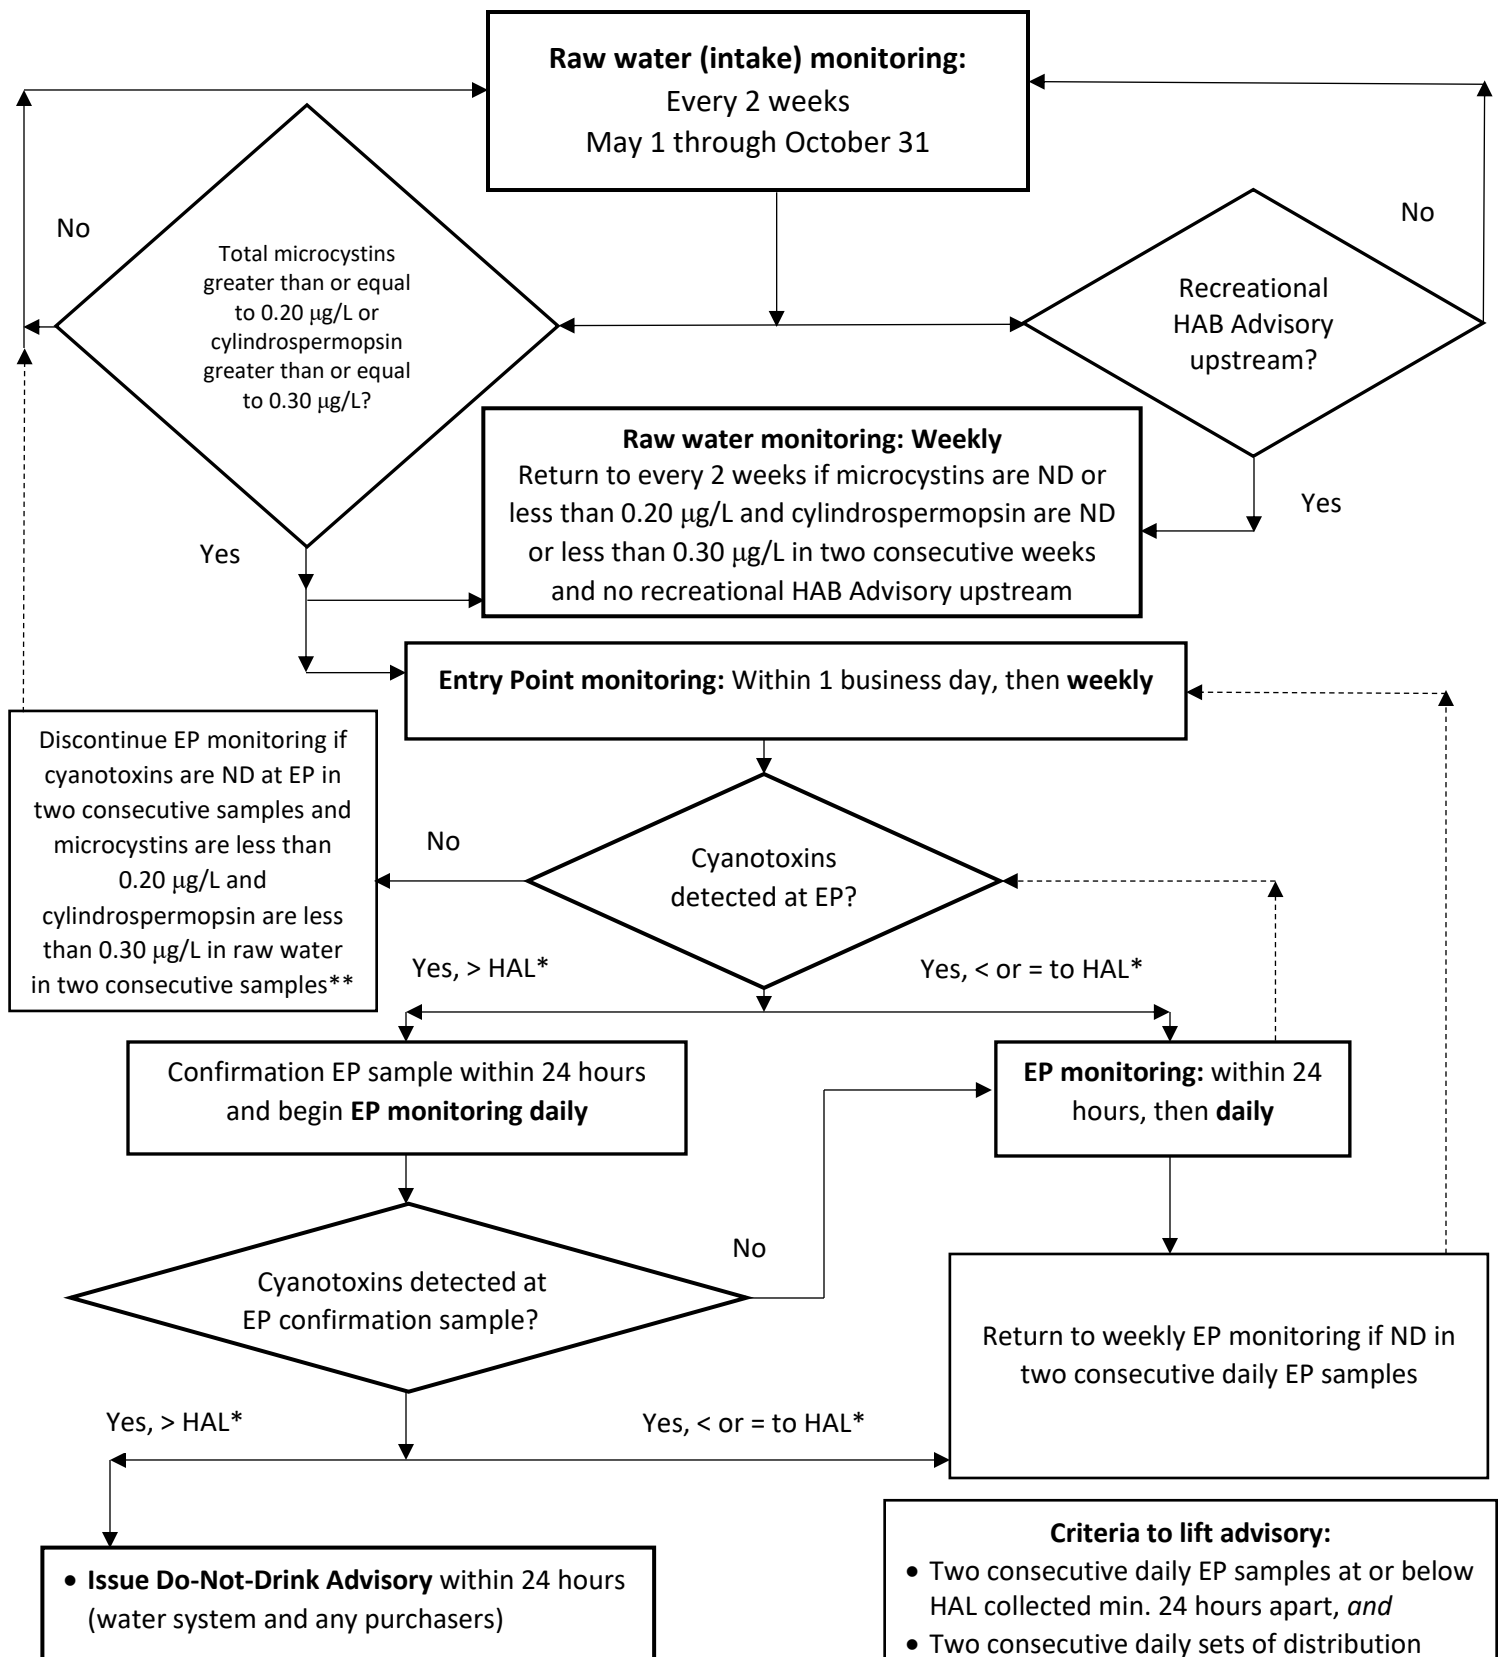 Raw water (intake) monitoring:
Every 2 weeks
May 1 through October 31
No
Total microcystins
greater than or equal
to 0.20 μg/L or
cylindrospermopsin
greater than or equal
to 0.30 μg/L?
No
Recreational
HAB Advisory
upstream?
Raw water monitoring: Weekly
Return to every 2 weeks if microcystins are ND or
less than 0.20 μg/L and cylindrospermopsin are ND
or less than 0.30 μg/L in two consecutive weeks
and no recreational HAB Advisory upstream
Yes
Yes
Entry Point monitoring: Within 1 business day, then weekly
Discontinue EP monitoring if
cyanotoxins are ND at EP in
two consecutive samples and
microcystins are less than
0.20 μg/L and
cylindrospermopsin are less
than 0.30 μg/L in raw water
in two consecutive samples**
No
Cyanotoxins
detected at EP?
Yes, > HAL*
Yes, < or = to HAL*
Confirmation EP sample within 24 hours
and begin EP monitoring daily
EP monitoring: within 24
hours, then daily
Cyanotoxins detected at
EP confirmation sample?
No
Return to weekly EP monitoring if ND in
two consecutive daily EP samples
Yes, > HAL*
Yes, < or = to HAL*
• Issue Do-Not-Drink Advisory within 24 hours
(water system and any purchasers)
Criteria to lift advisory:
• Two consecutive daily EP samples at or below
HAL collected min. 24 hours apart, and
• Two consecutive daily sets of distribution